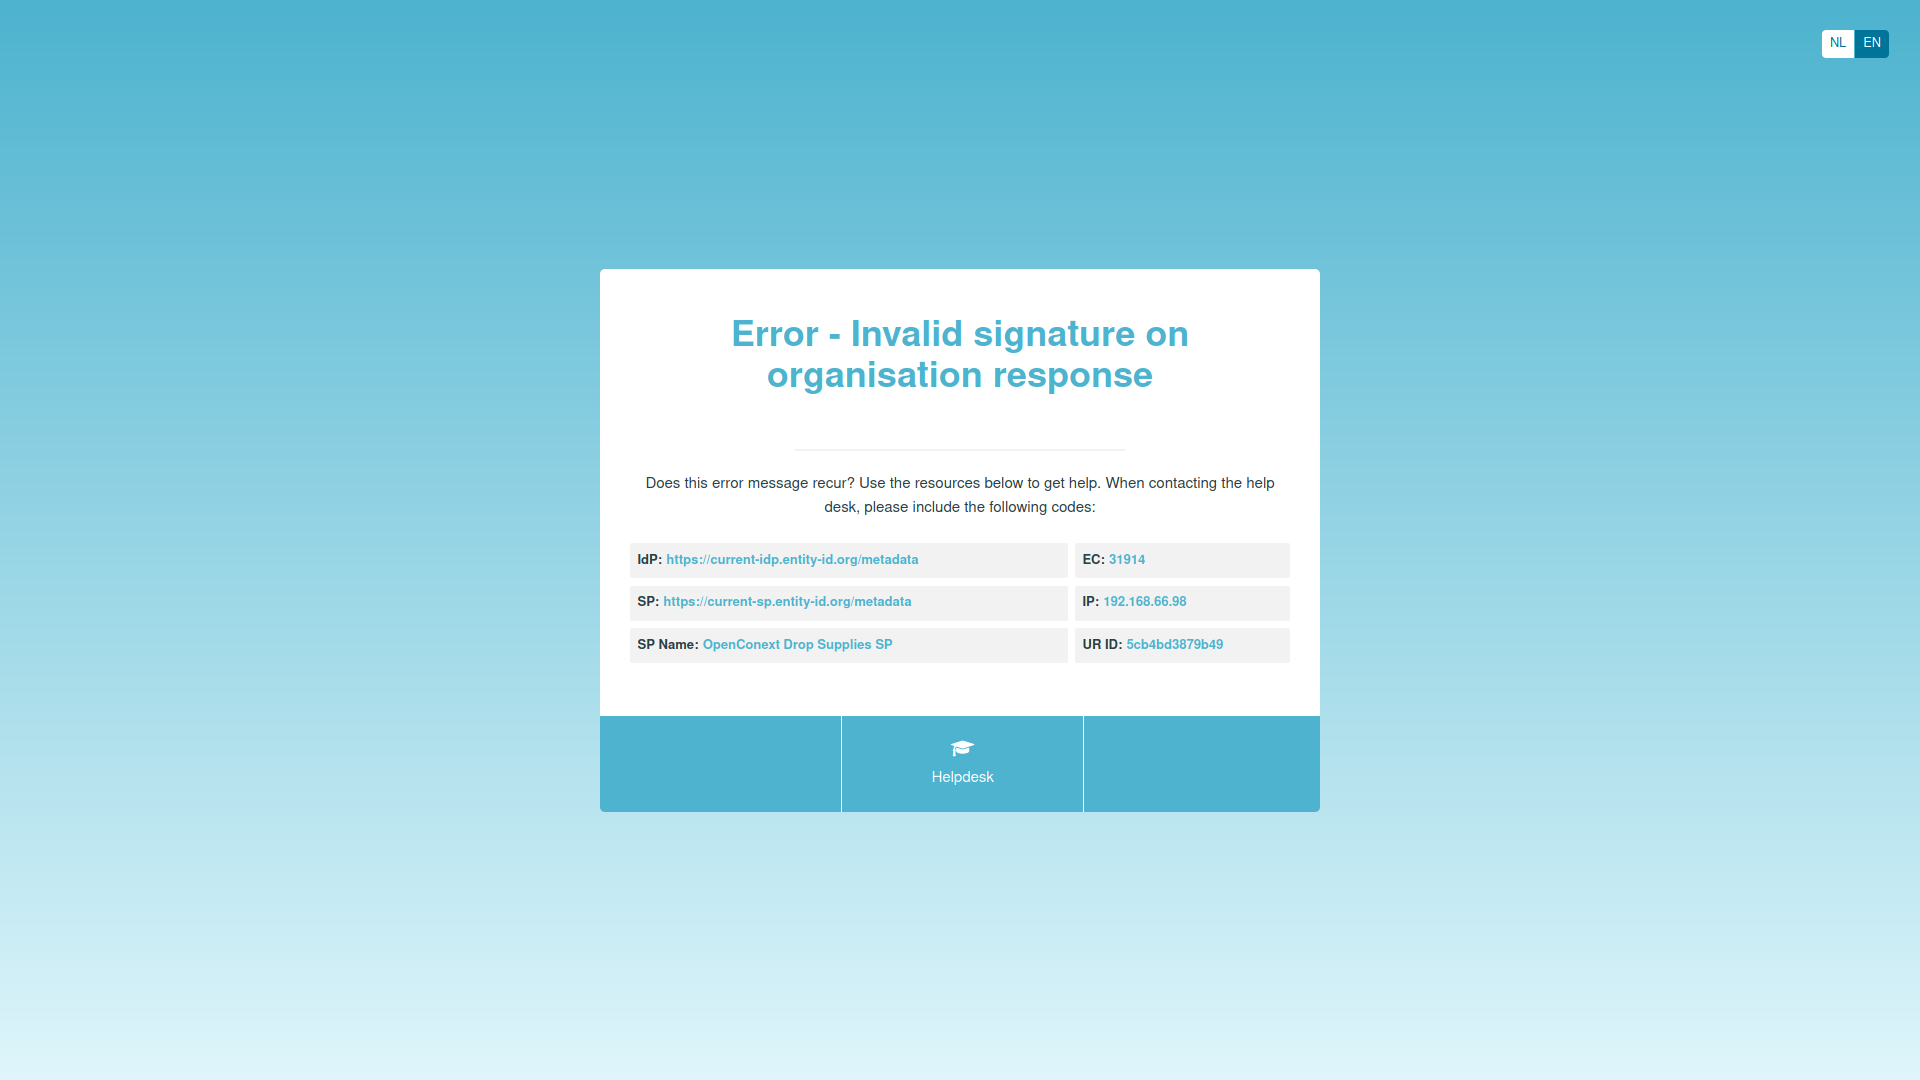 NL EN
Error - Invalid signature on
organisation response
Does this error message recur? Use the resources below to get help. When contacting the help
desk, please include the following codes:
IdP: https://current-idp.entity-id.org/metadata
EC: 31914
SP: https://current-sp.entity-id.org/metadata
IP: 192.168.66.98
SP Name: OpenConext Drop Supplies SP
UR ID: 5cb4bd3879b49
Helpdesk